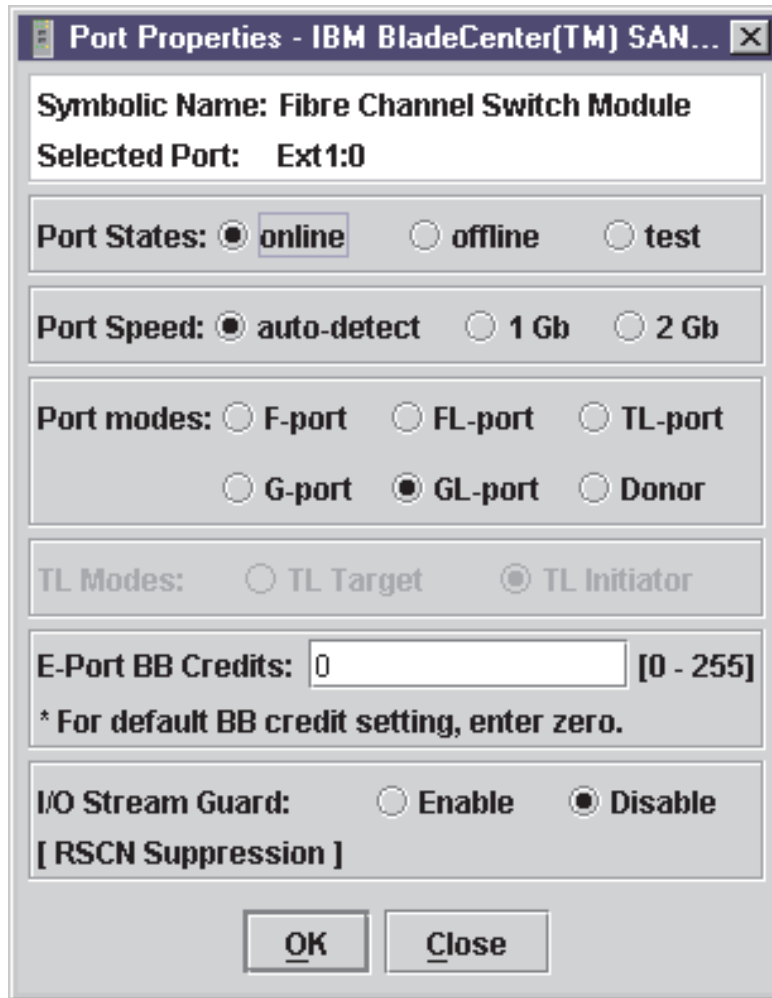 Port Properties - IBM BladeCenter(TM) SAN...
Symbolic Name: Fibre Channel Switch Module
Selected Port: Ext1:0
Port States: online offline test
Port Speed: auto-detect 1 Gb 2 Gb
Port modes: F-port FL-port TL-port
G-port GL-port Donor
TL Modes: TL Target TL Initiator
E-Port BB Credits: 0 [0 - 255]
* For default BB credit setting, enter zero.
I/O Stream Guard: Enable Disable
[ RSCN Suppression ]
OK Close